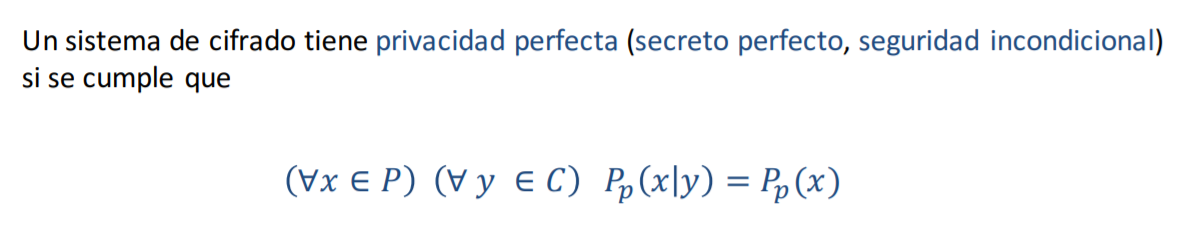 Un sistema de cifrado tiene privacidad perfecta (secreto perfecto, seguridad incondicional)
si se cumple que
(∀x ∈ P) (∀ y ∈ C) Pₚ(x|y) = Pₚ(x)